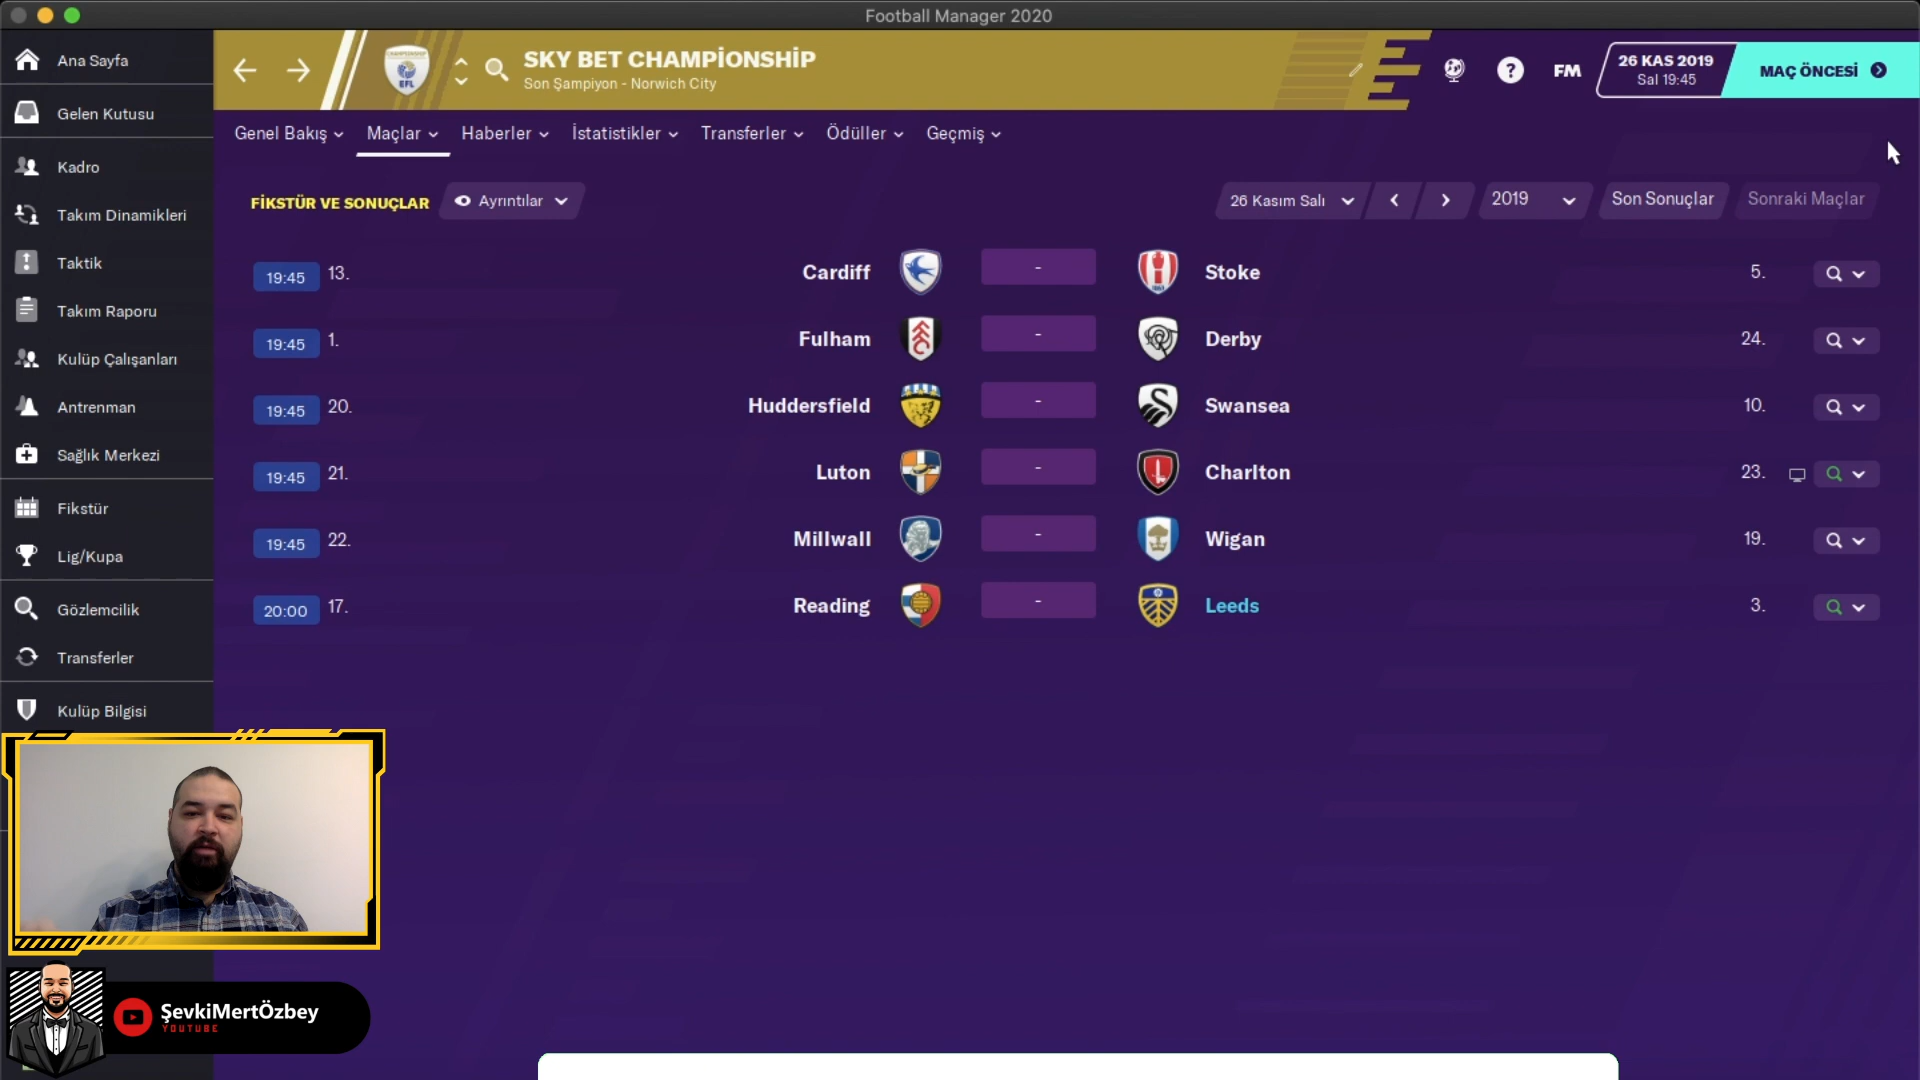 Football Manager 2020
Ana Sayfa
Gelen Kutusu
Kadro
Takım Dinamikleri
Taktik
Takım Raporu
Kulüp Çalışanları
Antrenman
Sağlık Merkezi
Fikstür
Lig/Kupa
Gözlemcilik
Transferler
Kulüp Bilgisi
SKY BET CHAMPİONSHİP
Son Şampiyon - Norwich City
EFL
?
FM
26 KAS 2019
Sal 19:45
MAÇ ÖNCESİ
Genel Bakış
Maçlar
Haberler
İstatistikler
Transferler
Ödüller
Geçmiş
FİKSTÜR VE SONUÇLAR
Ayrıntılar
26 Kasım Salı
2019
Son Sonuçlar
Sonraki Maçlar
19:45 13. Cardiff - Stoke 5.
19:45 1. Fulham - Derby 24.
19:45 20. Huddersfield - Swansea 10.
19:45 21. Luton - Charlton 23.
19:45 22. Millwall - Wigan 19.
20:00 17. Reading - Leeds 3.
ŞevkiMertÖzbey
YOUTUBE